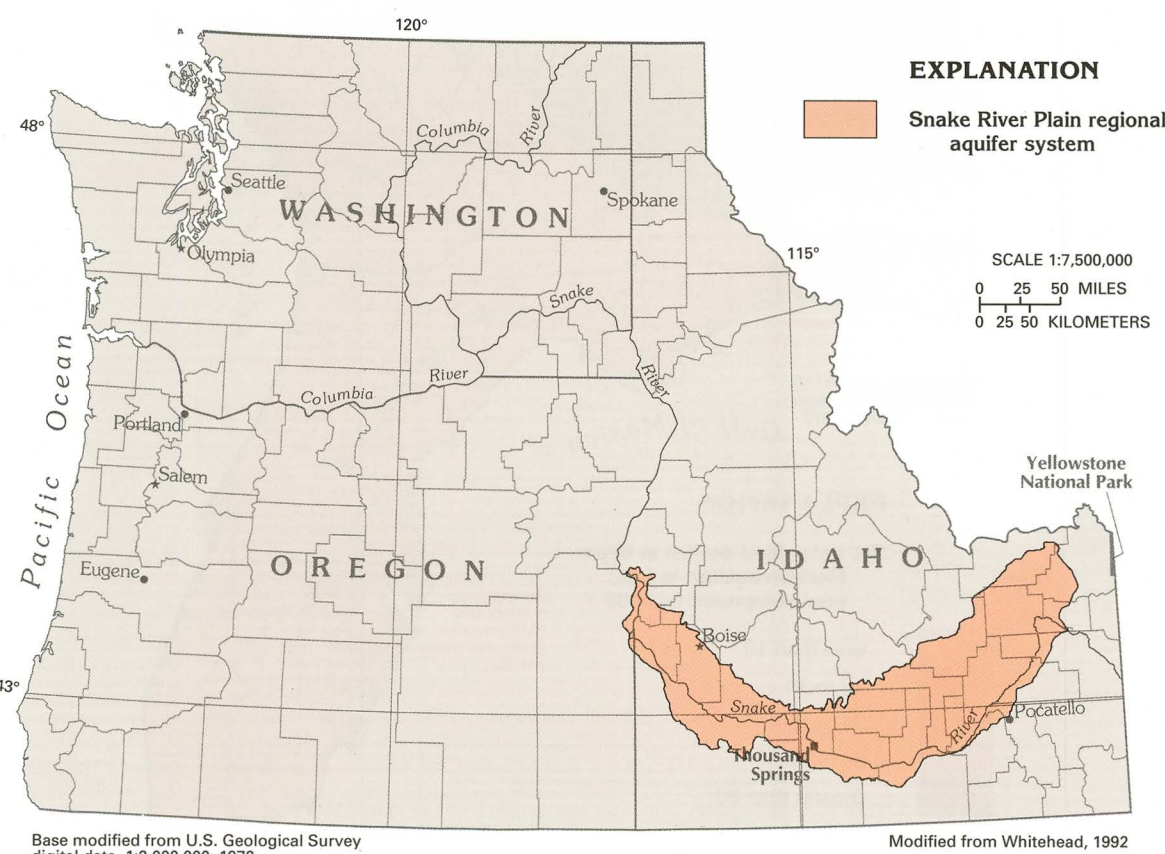 120°
EXPLANATION
Snake River Plain regional
aquifer system
48°
Columbia
River
Seattle
Spokane
WASHINGTON
Olympia
115°
SCALE 1:7,500,000
0 25 50 MILES
0 25 50 KILOMETERS
Snake
River
Pacific Ocean
Columbia
River
Portland
Salem
Yellowstone
National Park
Eugene
OREGON
IDAHO
Boise
43°
Snake
River
Pocatello
Thousand
Springs
Base modified from U.S. Geological Survey
Modified from Whitehead, 1992